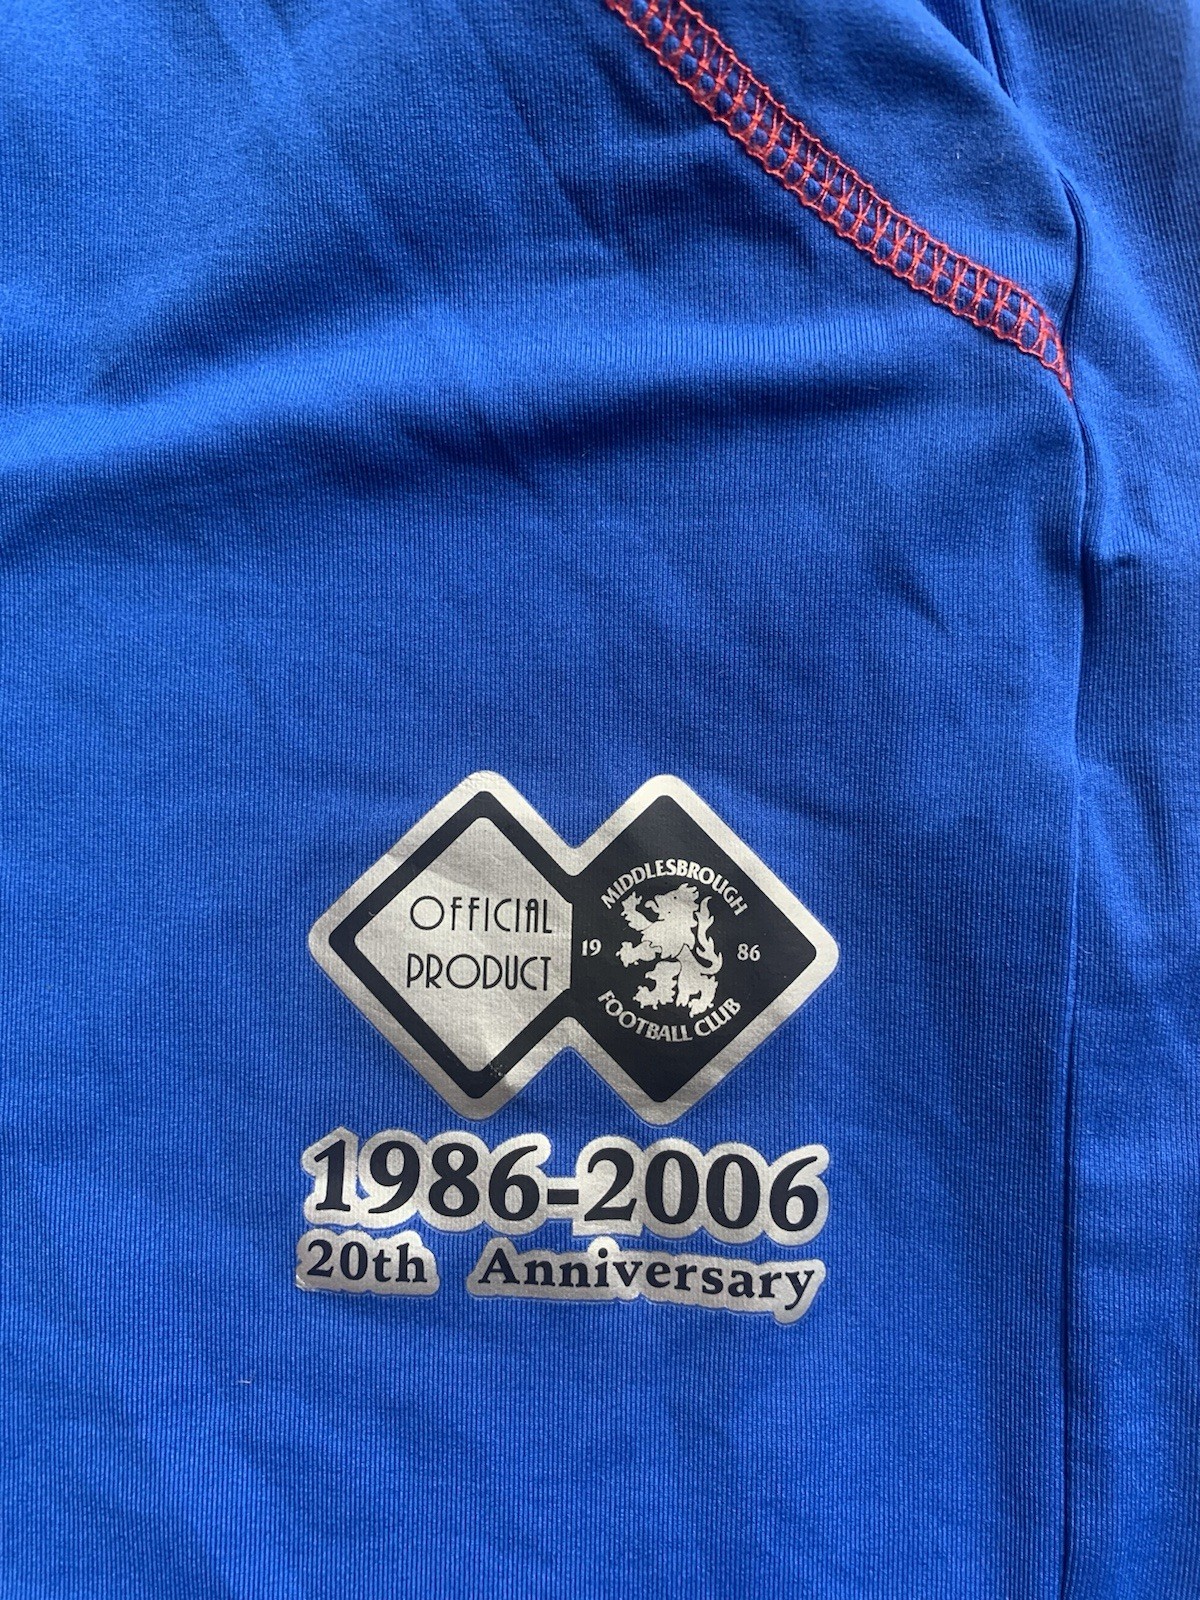 OFFICIAL
PRODUCT
MIDDLESBROUGH
19 86
FOOTBALL CLUB
1986-2006
20th Anniversary